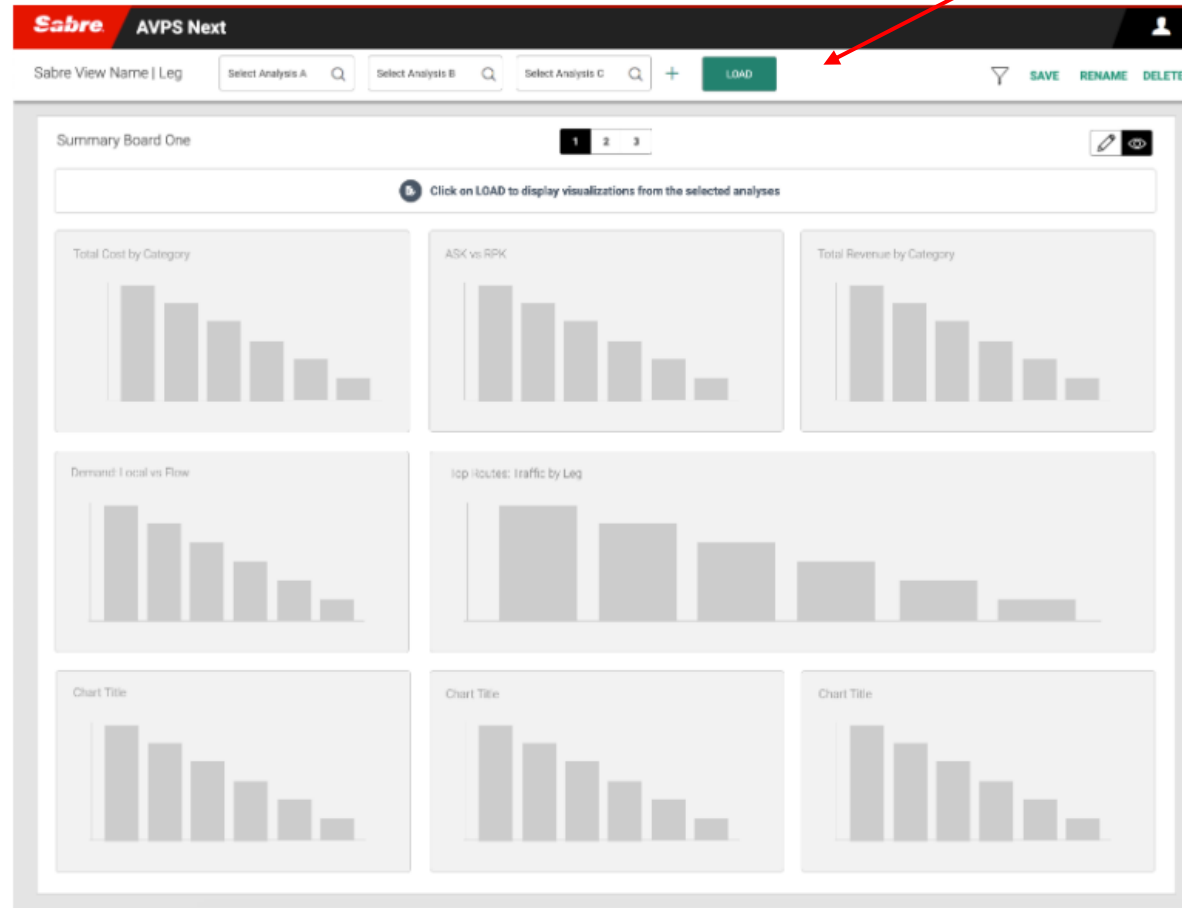 Sabre AVPS Next
Sabre View Name | Leg Select Analysis A Select Analysis B Select Analysis C + LOAD SAVE RENAME DELETE
Summary Board One 1 2 3
Click on LOAD to display visualizations from the selected analyses
Total Cost by Category ASK vs RPK Total Revenue by Category
Demand: Local vs Flow Top Routes: Traffic by Leg
Chart Title Chart Title Chart Title